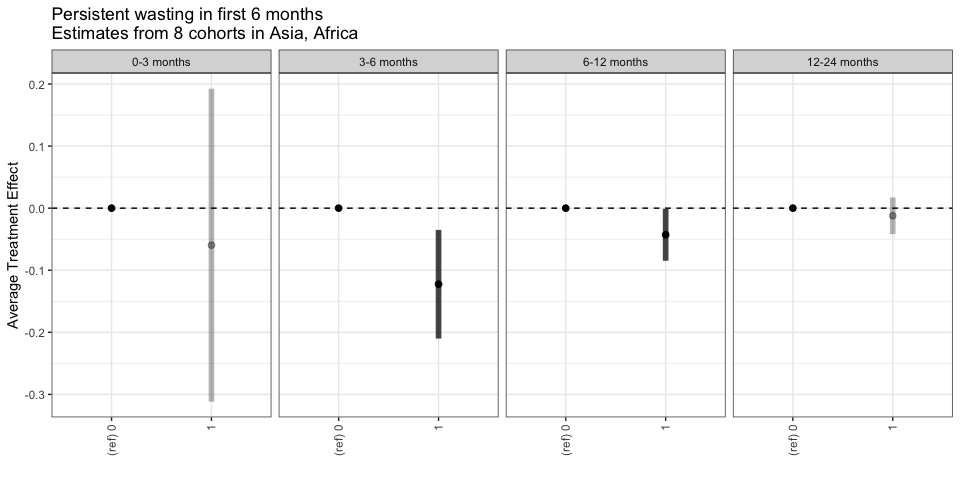 Persistent wasting in first 6 months
Estimates from 8 cohorts in Asia, Africa
0-3 months
3-6 months
6-12 months
12-24 months
Average Treatment Effect
0.2
0.1
0.0
-0.1
-0.2
-0.3
(ref) 0
1
(ref) 0
1
(ref) 0
1
(ref) 0
1